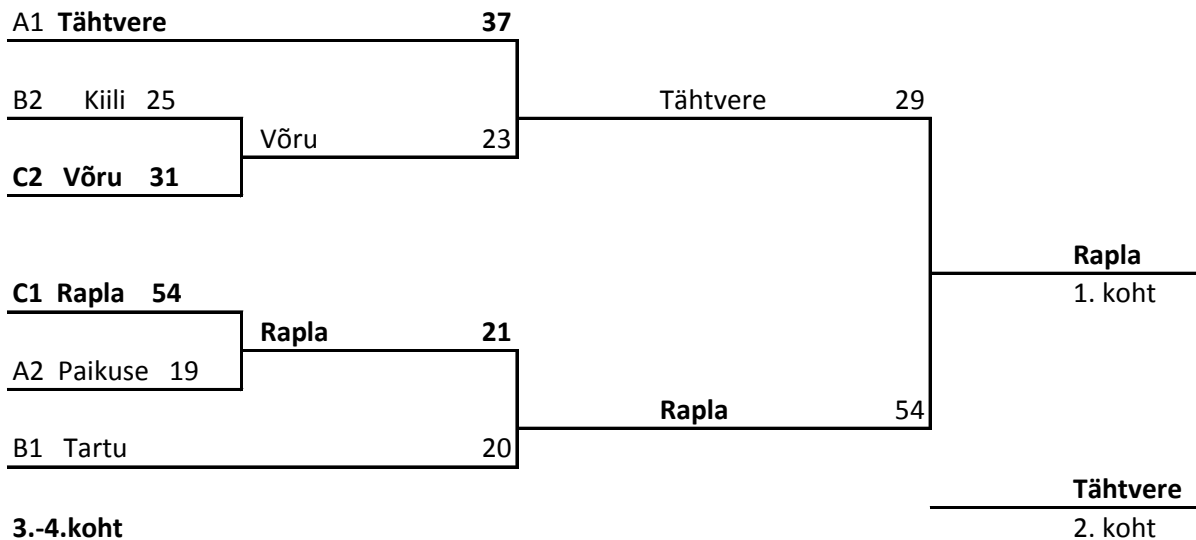 A1 Tähtvere 37
B2 Kiili 25 Tähtvere 29
Võru 23
C2 Võru 31
Rapla
C1 Rapla 54 1. koht
Rapla 21
A2 Paikuse 19
Rapla 54
B1 Tartu 20
Tähtvere
3.-4.koht 2. koht